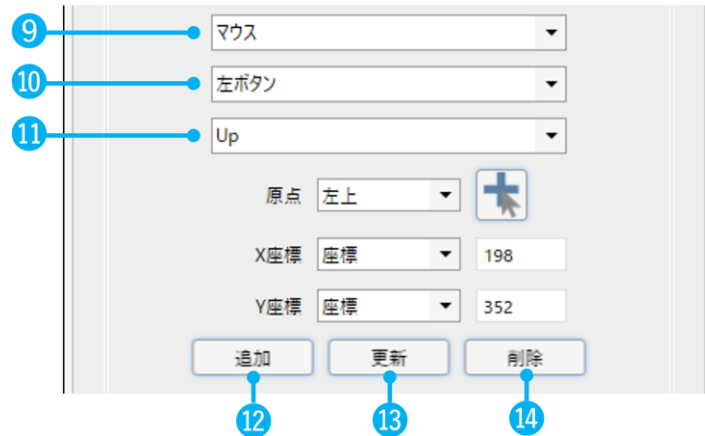 9 マウス
10 左ボタン
11 Up
原点 左上
X座標 座標 198
Y座標 座標 352
追加 更新 削除
12 13 14